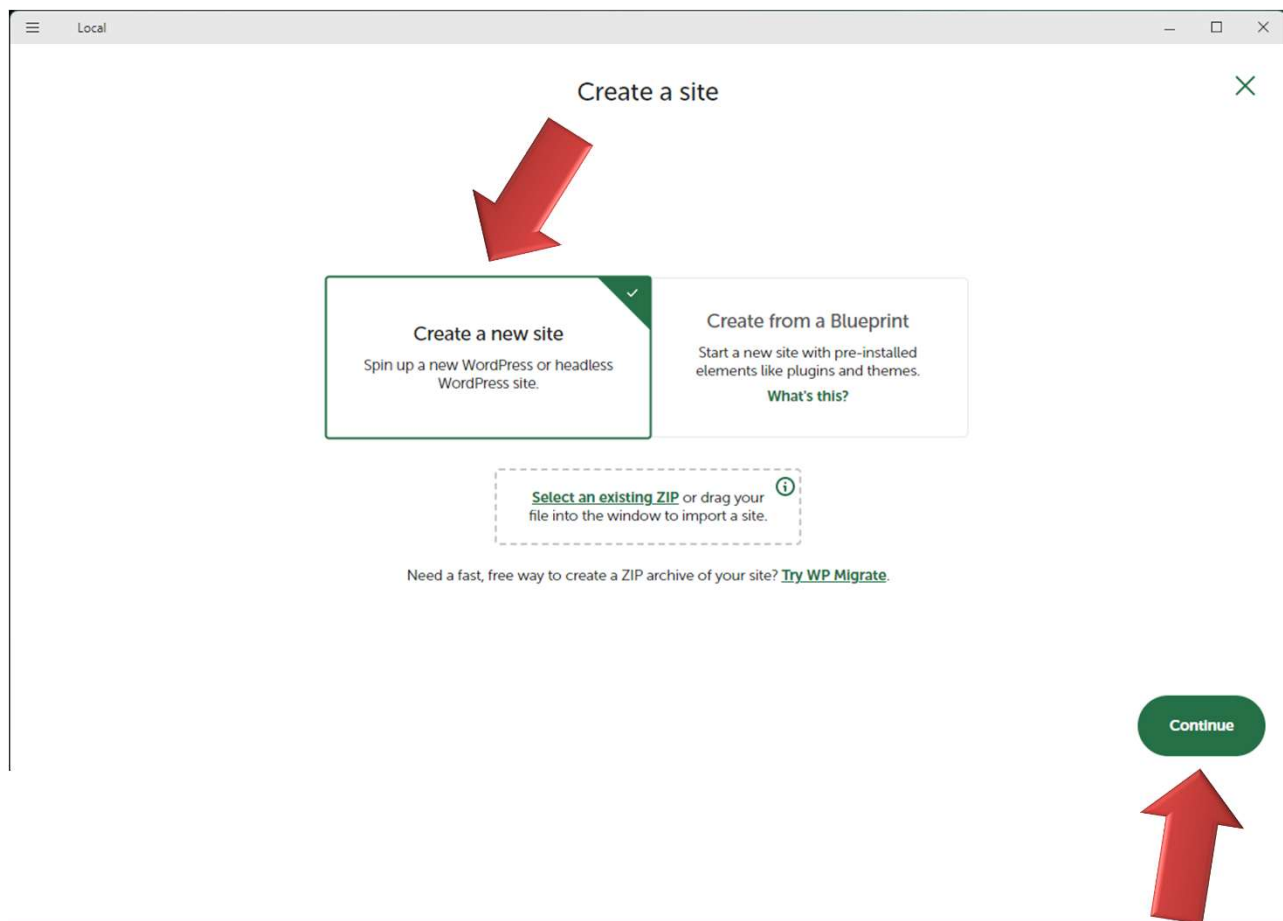 Local
Create a site
Create a new site
Spin up a new WordPress or headless
WordPress site.
Create from a Blueprint
Start a new site with pre-installed
elements like plugins and themes.
What's this?
Select an existing ZIP or drag your
file into the window to import a site.
Need a fast, free way to create a ZIP archive of your site? Try WP Migrate.
Continue